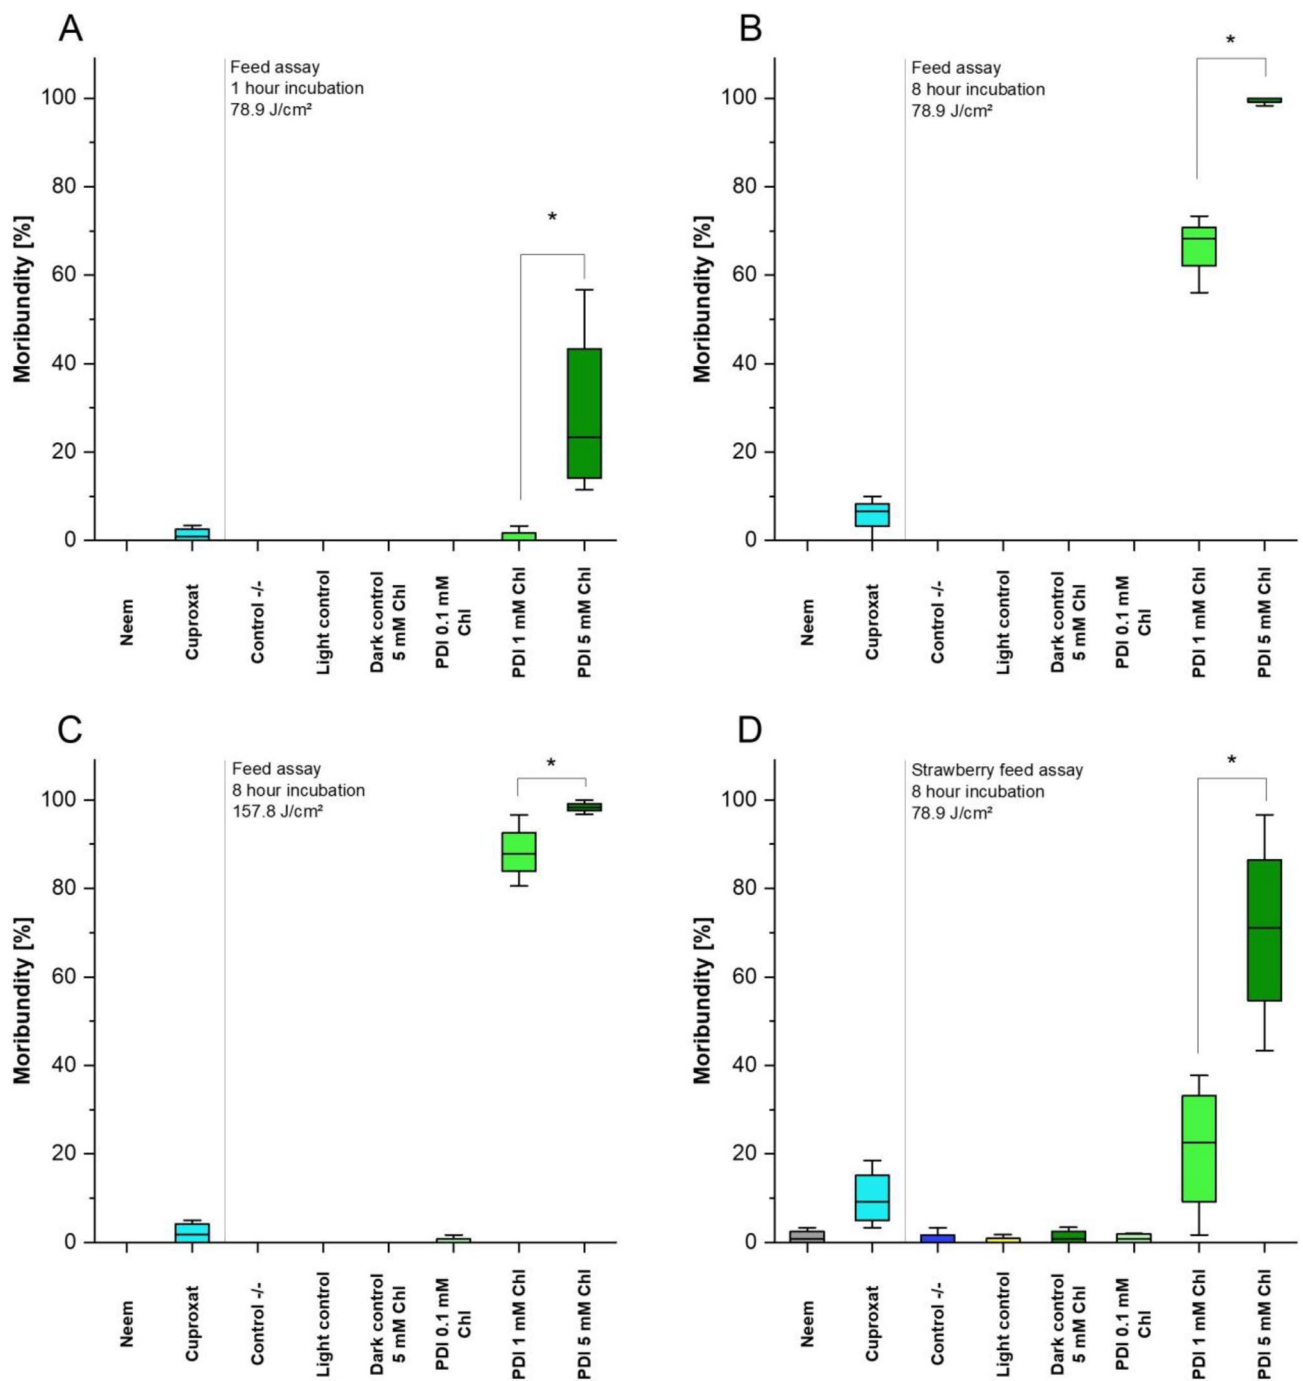 A
Feed assay
1 hour incubation
78.9 J/cm²
*
Moribundity [%]
100
80
60
40
20
0
Neem
Cuproxat
Control -/-
Light control
Dark control
5 mM Chl
PDI 0.1 mM
Chl
PDI 1 mM Chl
PDI 5 mM Chl
B
Feed assay
8 hour incubation
78.9 J/cm²
*
Moribundity [%]
100
80
60
40
20
0
Neem
Cuproxat
Control -/-
Light control
Dark control
5 mM Chl
PDI 0.1 mM
Chl
PDI 1 mM Chl
PDI 5 mM Chl
C
Feed assay
8 hour incubation
157.8 J/cm²
*
Moribundity [%]
100
80
60
40
20
0
Neem
Cuproxat
Control -/-
Light control
Dark control
5 mM Chl
PDI 0.1 mM
Chl
PDI 1 mM Chl
PDI 5 mM Chl
D
Strawberry feed assay
8 hour incubation
78.9 J/cm²
*
Moribundity [%]
100
80
60
40
20
0
Neem
Cuproxat
Control -/-
Light control
Dark control
5 mM Chl
PDI 0.1 mM
Chl
PDI 1 mM Chl
PDI 5 mM Chl